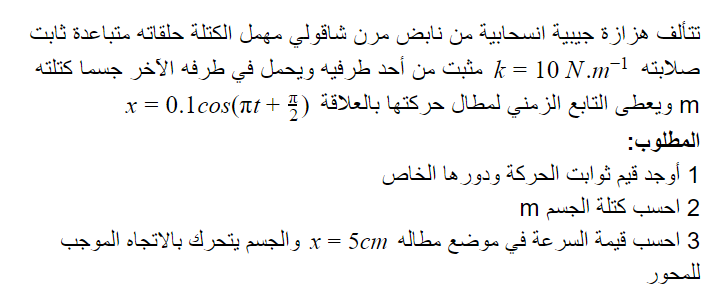 تتألف هزازة جيبية انسحابية من نابض مرن شاقولي مهمل الكتلة حلقاته متباعدة ثابت
صلابته k = 10 N.m⁻¹ مثبت من أحد طرفيه ويحمل في طرفه الآخر جسما كتلته
m ويعطى التابع الزمني لمطال حركتها بالعلاقة x = 0.1cos(πt + π/2)
المطلوب:
1 أوجد قيم ثوابت الحركة ودورها الخاص
2 احسب كتلة الجسم m
3 احسب قيمة السرعة في موضع مطاله x = 5cm والجسم يتحرك بالاتجاه الموجب
للمحور